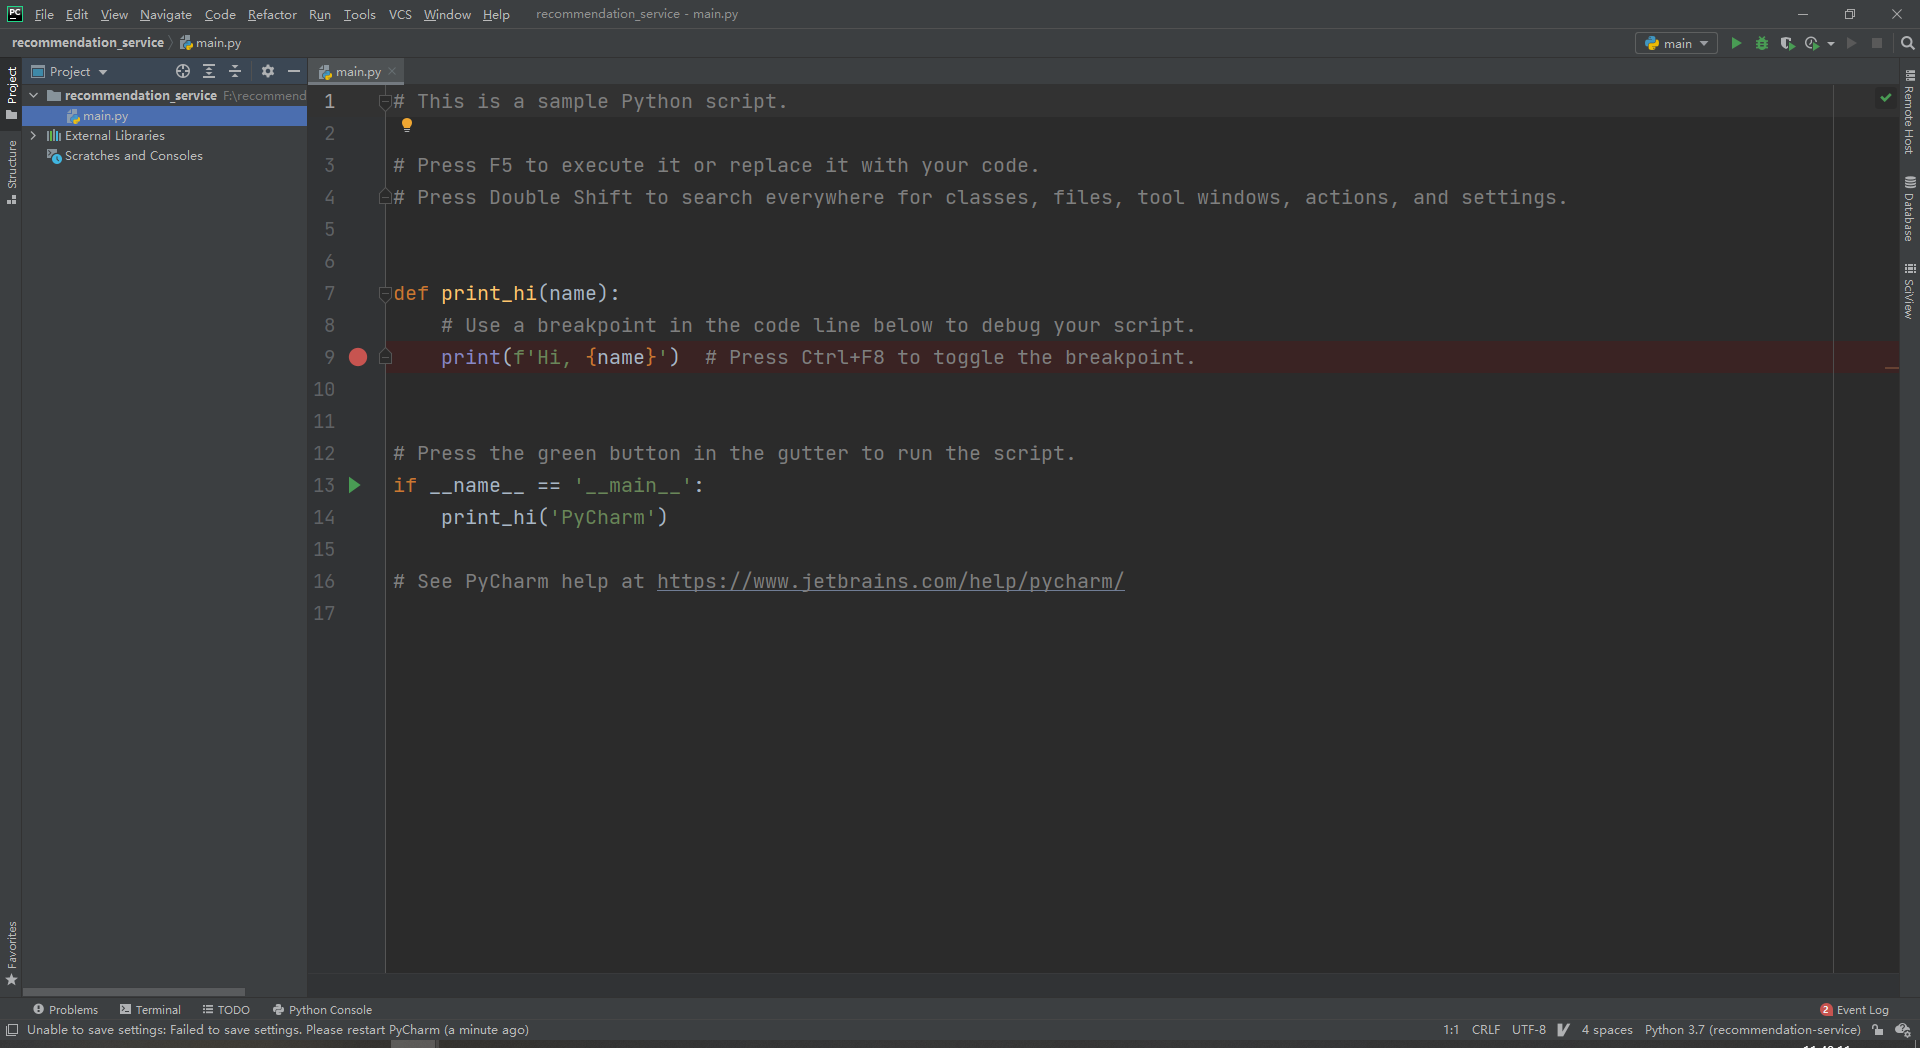 PC File Edit View Navigate Code Refactor Run Tools VCS Window Help recommendation_service - main.py
recommendation_service main.py main
Project
Project
main.py
recommendation_service F:\recommend
main.py
External Libraries
Scratches and Consoles
Structure
Favorites
1 # This is a sample Python script.
2
3 # Press F5 to execute it or replace it with your code.
4 # Press Double Shift to search everywhere for classes, files, tool windows, actions, and settings.
5
6
7 def print_hi(name):
8 # Use a breakpoint in the code line below to debug your script.
9 print(f'Hi, {name}') # Press Ctrl+F8 to toggle the breakpoint.
10
11
12 # Press the green button in the gutter to run the script.
13 if __name__ == '__main__':
14 print_hi('PyCharm')
15
16 # See PyCharm help at https://www.jetbrains.com/help/pycharm/
17
Remote Host
Database
SciView
Problems Terminal TODO Python Console 2 Event Log
Unable to save settings: Failed to save settings. Please restart PyCharm (a minute ago) 1:1 CRLF UTF-8 4 spaces Python 3.7 (recommendation-service)